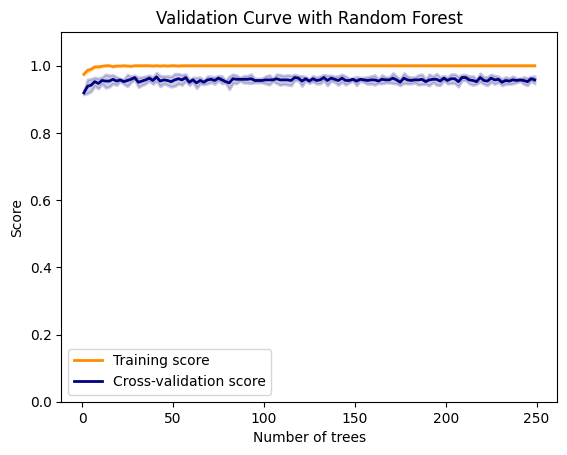 Validation Curve with Random Forest
Score
1.0
0.8
0.6
0.4
0.2
0.0
Training score
Cross-validation score
0 50 100 150 200 250
Number of trees